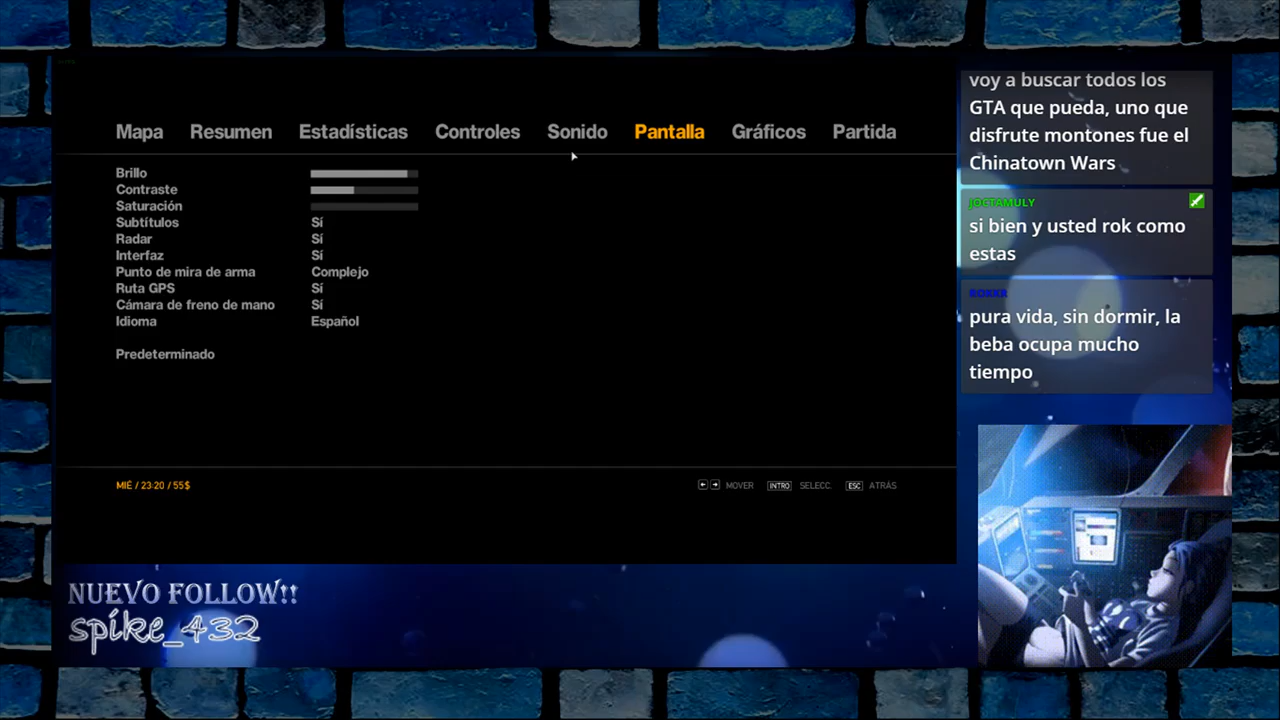 Mapa Resumen Estadísticas Controles Sonido Pantalla Gráficos Partida
Brillo
Contraste
Saturación
Subtítulos Sí
Radar Sí
Interfaz Sí
Punto de mira de arma Complejo
Ruta GPS Sí
Cámara de freno de mano Sí
Idioma Español
Predeterminado
MIÉ / 23:20 / 55$
MOVER INTRO SELECC. ESC ATRÁS
voy a buscar todos los
GTA que pueda, uno que
disfrute montones fue el
Chinatown Wars
JOCTAMULY
si bien y usted rok como
estas
pura vida, sin dormir, la
beba ocupa mucho
tiempo
NUEVO FOLLOW!!
spike_432